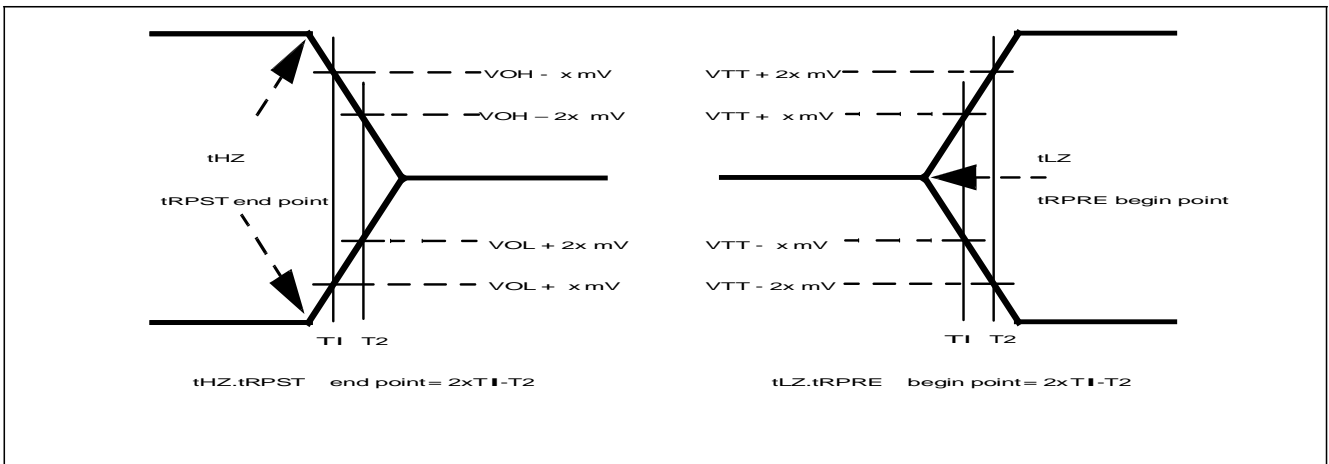 VOH - x mV
VOH – 2x mV
tHZ
tRPST end point
VOL + 2x mV
VOL + x mV
T1 T2
tHZ.tRPST end point= 2xT1-T2
VTT + 2x mV
VTT + x mV
tLZ
tRPRE begin point
VTT - x mV
VTT - 2x mV
T1 T2
tLZ.tRPRE begin point= 2xT1-T2